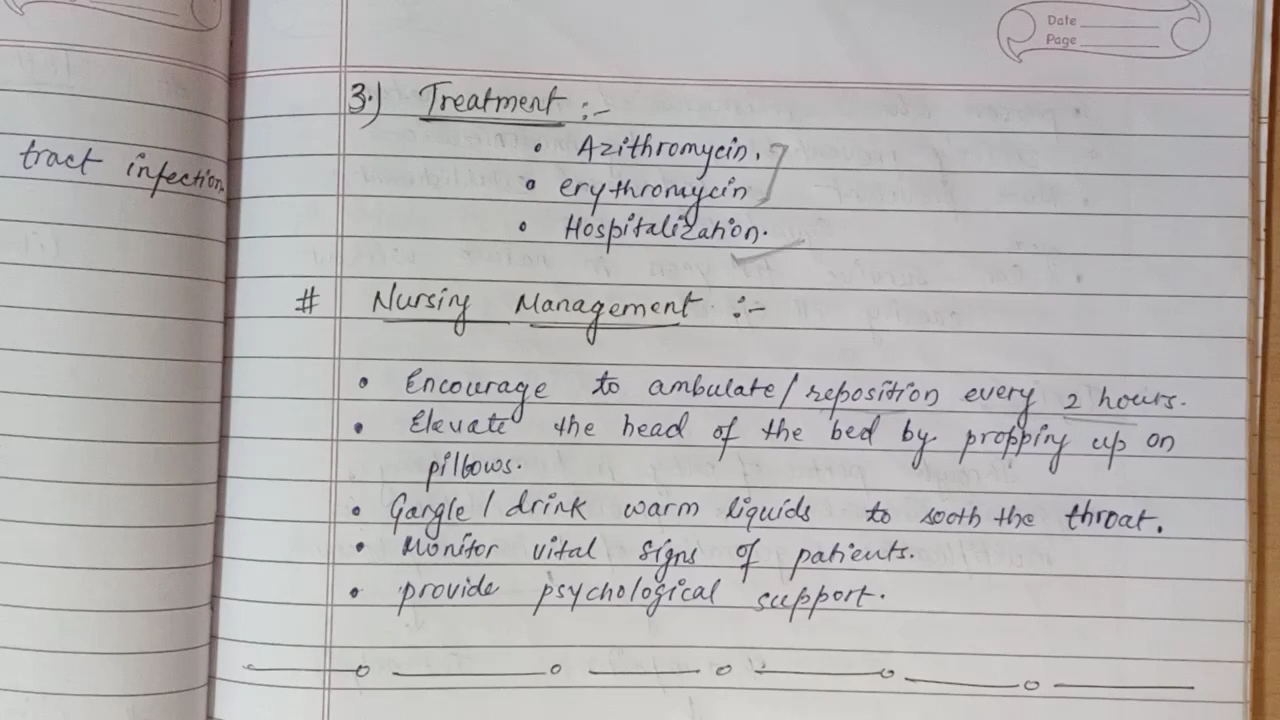 Date
Page
tract infection
3.) Treatment :-
• Azithromycin.
• erythromycin
• Hospitalization.
# Nursing Management :-
• Encourage to ambulate/reposition every 2 hours.
• Elevate the head of the bed by propping up on
pillows.
• Gargle / drink warm liquids to sooth the throat.
• Monitor vital signs of patients.
• provide psychological support.